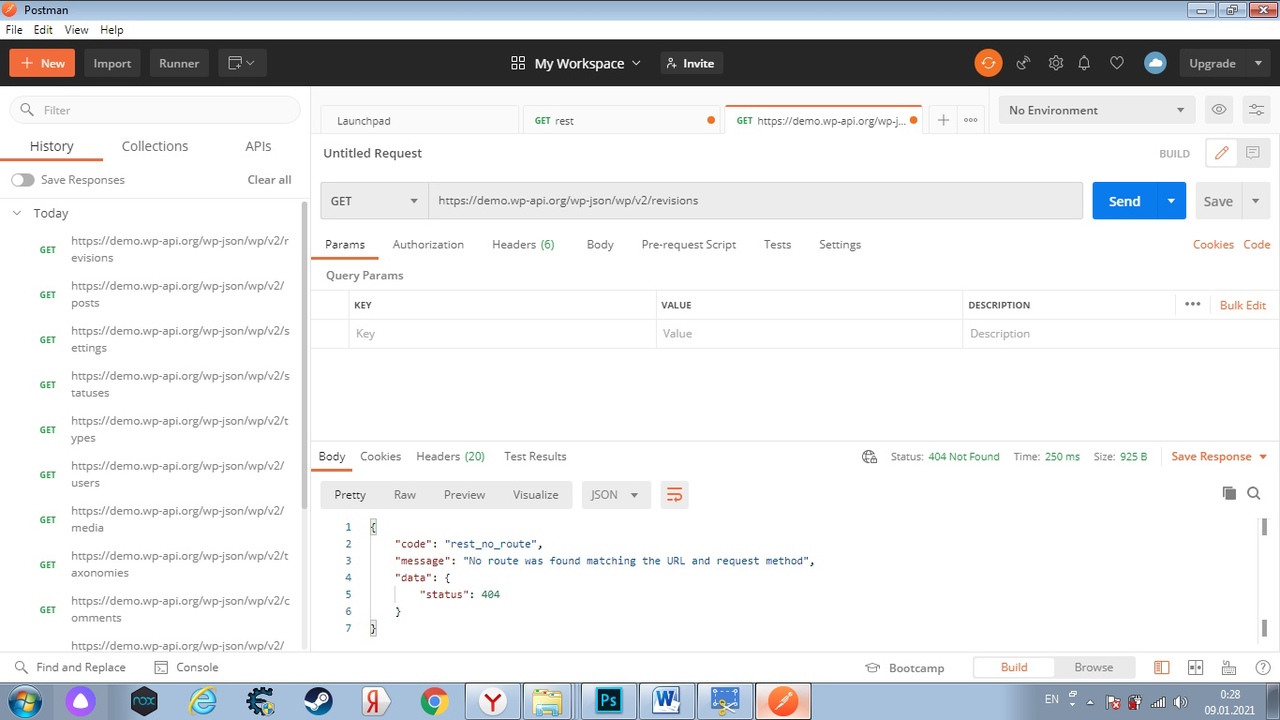 Postman
File Edit View Help
New Import Runner My Workspace Invite Upgrade
Filter
History Collections APIs
Save Responses Clear all
Today
GET https://demo.wp-api.org/wp-json/wp/v2/r
evisions
GET https://demo.wp-api.org/wp-json/wp/v2/
posts
GET https://demo.wp-api.org/wp-json/wp/v2/s
ettings
GET https://demo.wp-api.org/wp-json/wp/v2/s
tatuses
GET https://demo.wp-api.org/wp-json/wp/v2/t
ypes
GET https://demo.wp-api.org/wp-json/wp/v2/
users
GET https://demo.wp-api.org/wp-json/wp/v2/
media
GET https://demo.wp-api.org/wp-json/wp/v2/t
axonomies
GET https://demo.wp-api.org/wp-json/wp/v2/c
omments
https://demo.wp-api.org/wp-json/wp/v2/
Launchpad GET rest GET https://demo.wp-api.org/wp-j... No Environment
Untitled Request BUILD
GET https://demo.wp-api.org/wp-json/wp/v2/revisions Send Save
Params Authorization Headers (6) Body Pre-request Script Tests Settings Cookies Code
Query Params
KEY VALUE DESCRIPTION Bulk Edit
Key Value Description
Body Cookies Headers (20) Test Results Status: 404 Not Found Time: 250 ms Size: 925 B Save Response
Pretty Raw Preview Visualize JSON
1 {
2 "code": "rest_no_route",
3 "message": "No route was found matching the URL and request method",
4 "data": {
5 "status": 404
6 }
7 }
Find and Replace Console Bootcamp Build Browse
nox Я Y Ps W EN 0:28
09.01.2021